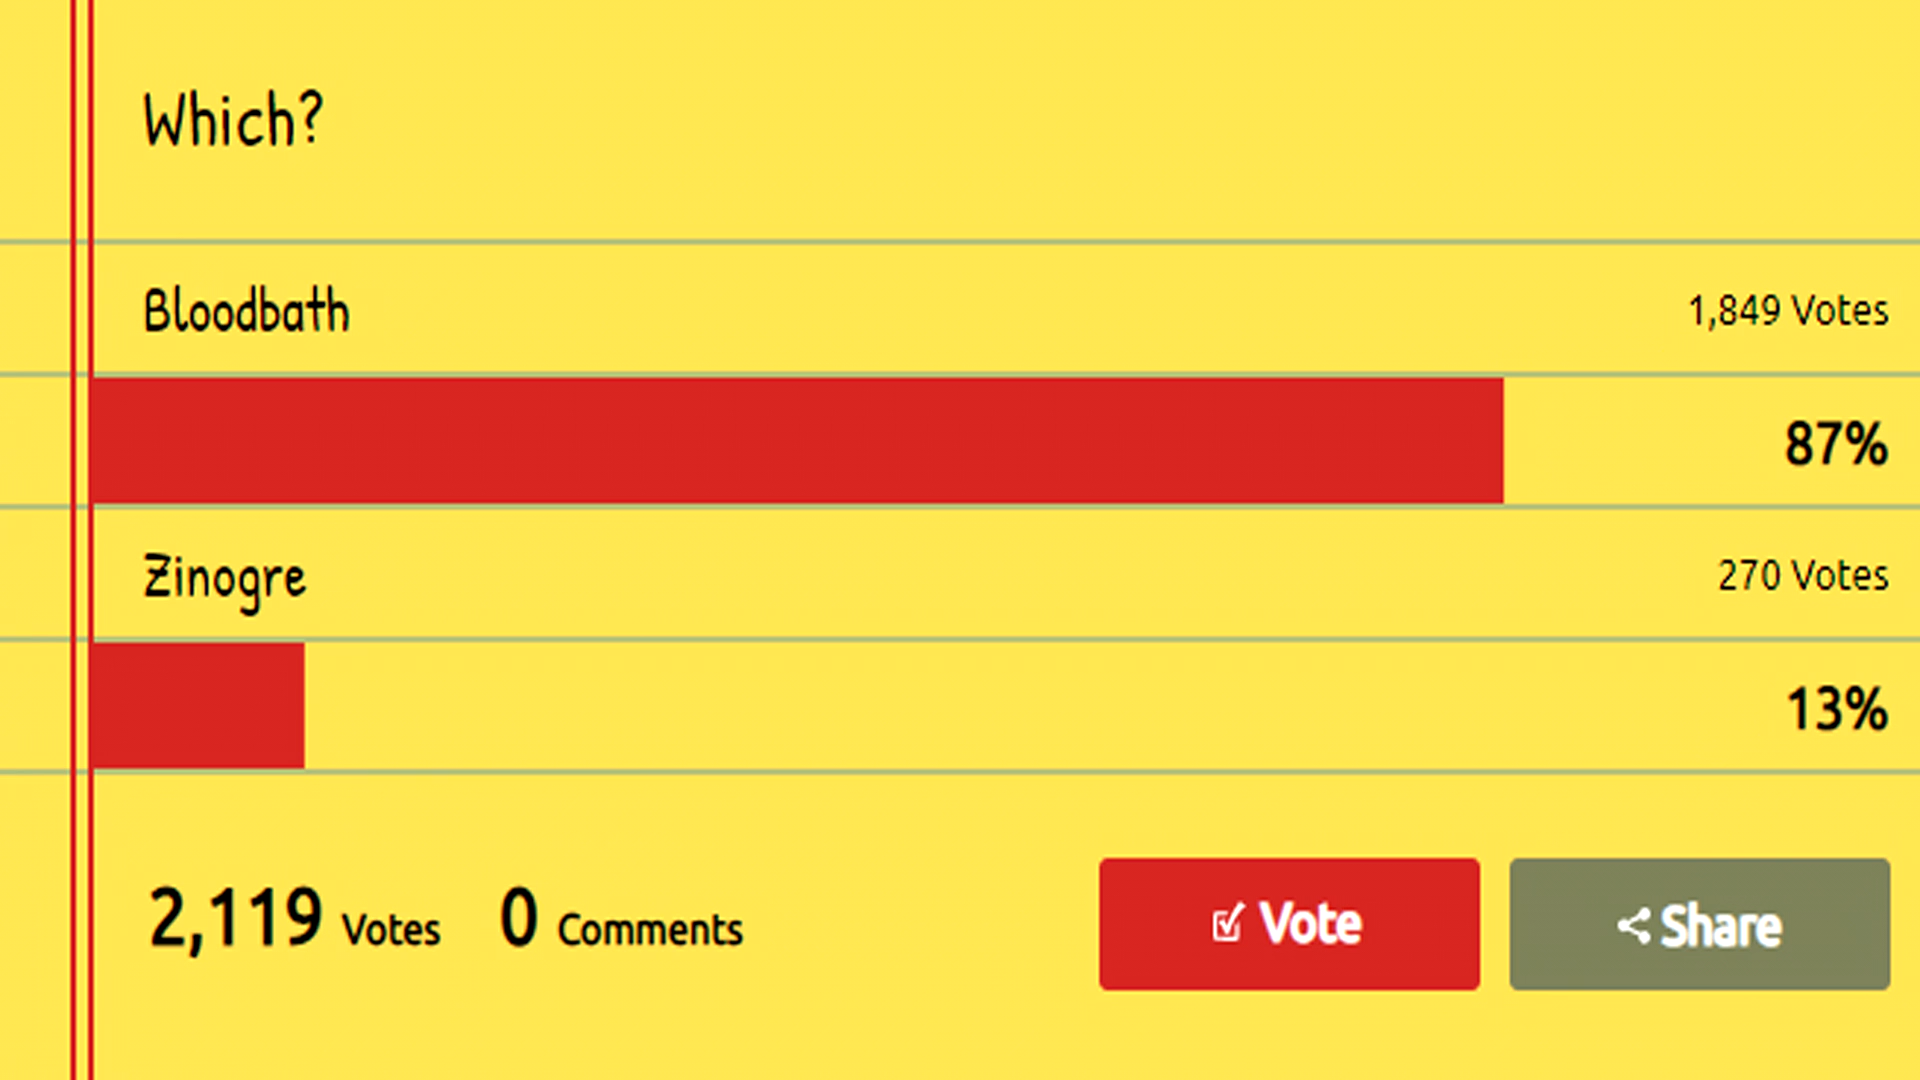 Which?
Bloodbath 1,849 Votes
87%
Zinogre 270 Votes
13%
2,119 Votes 0 Comments Vote Share